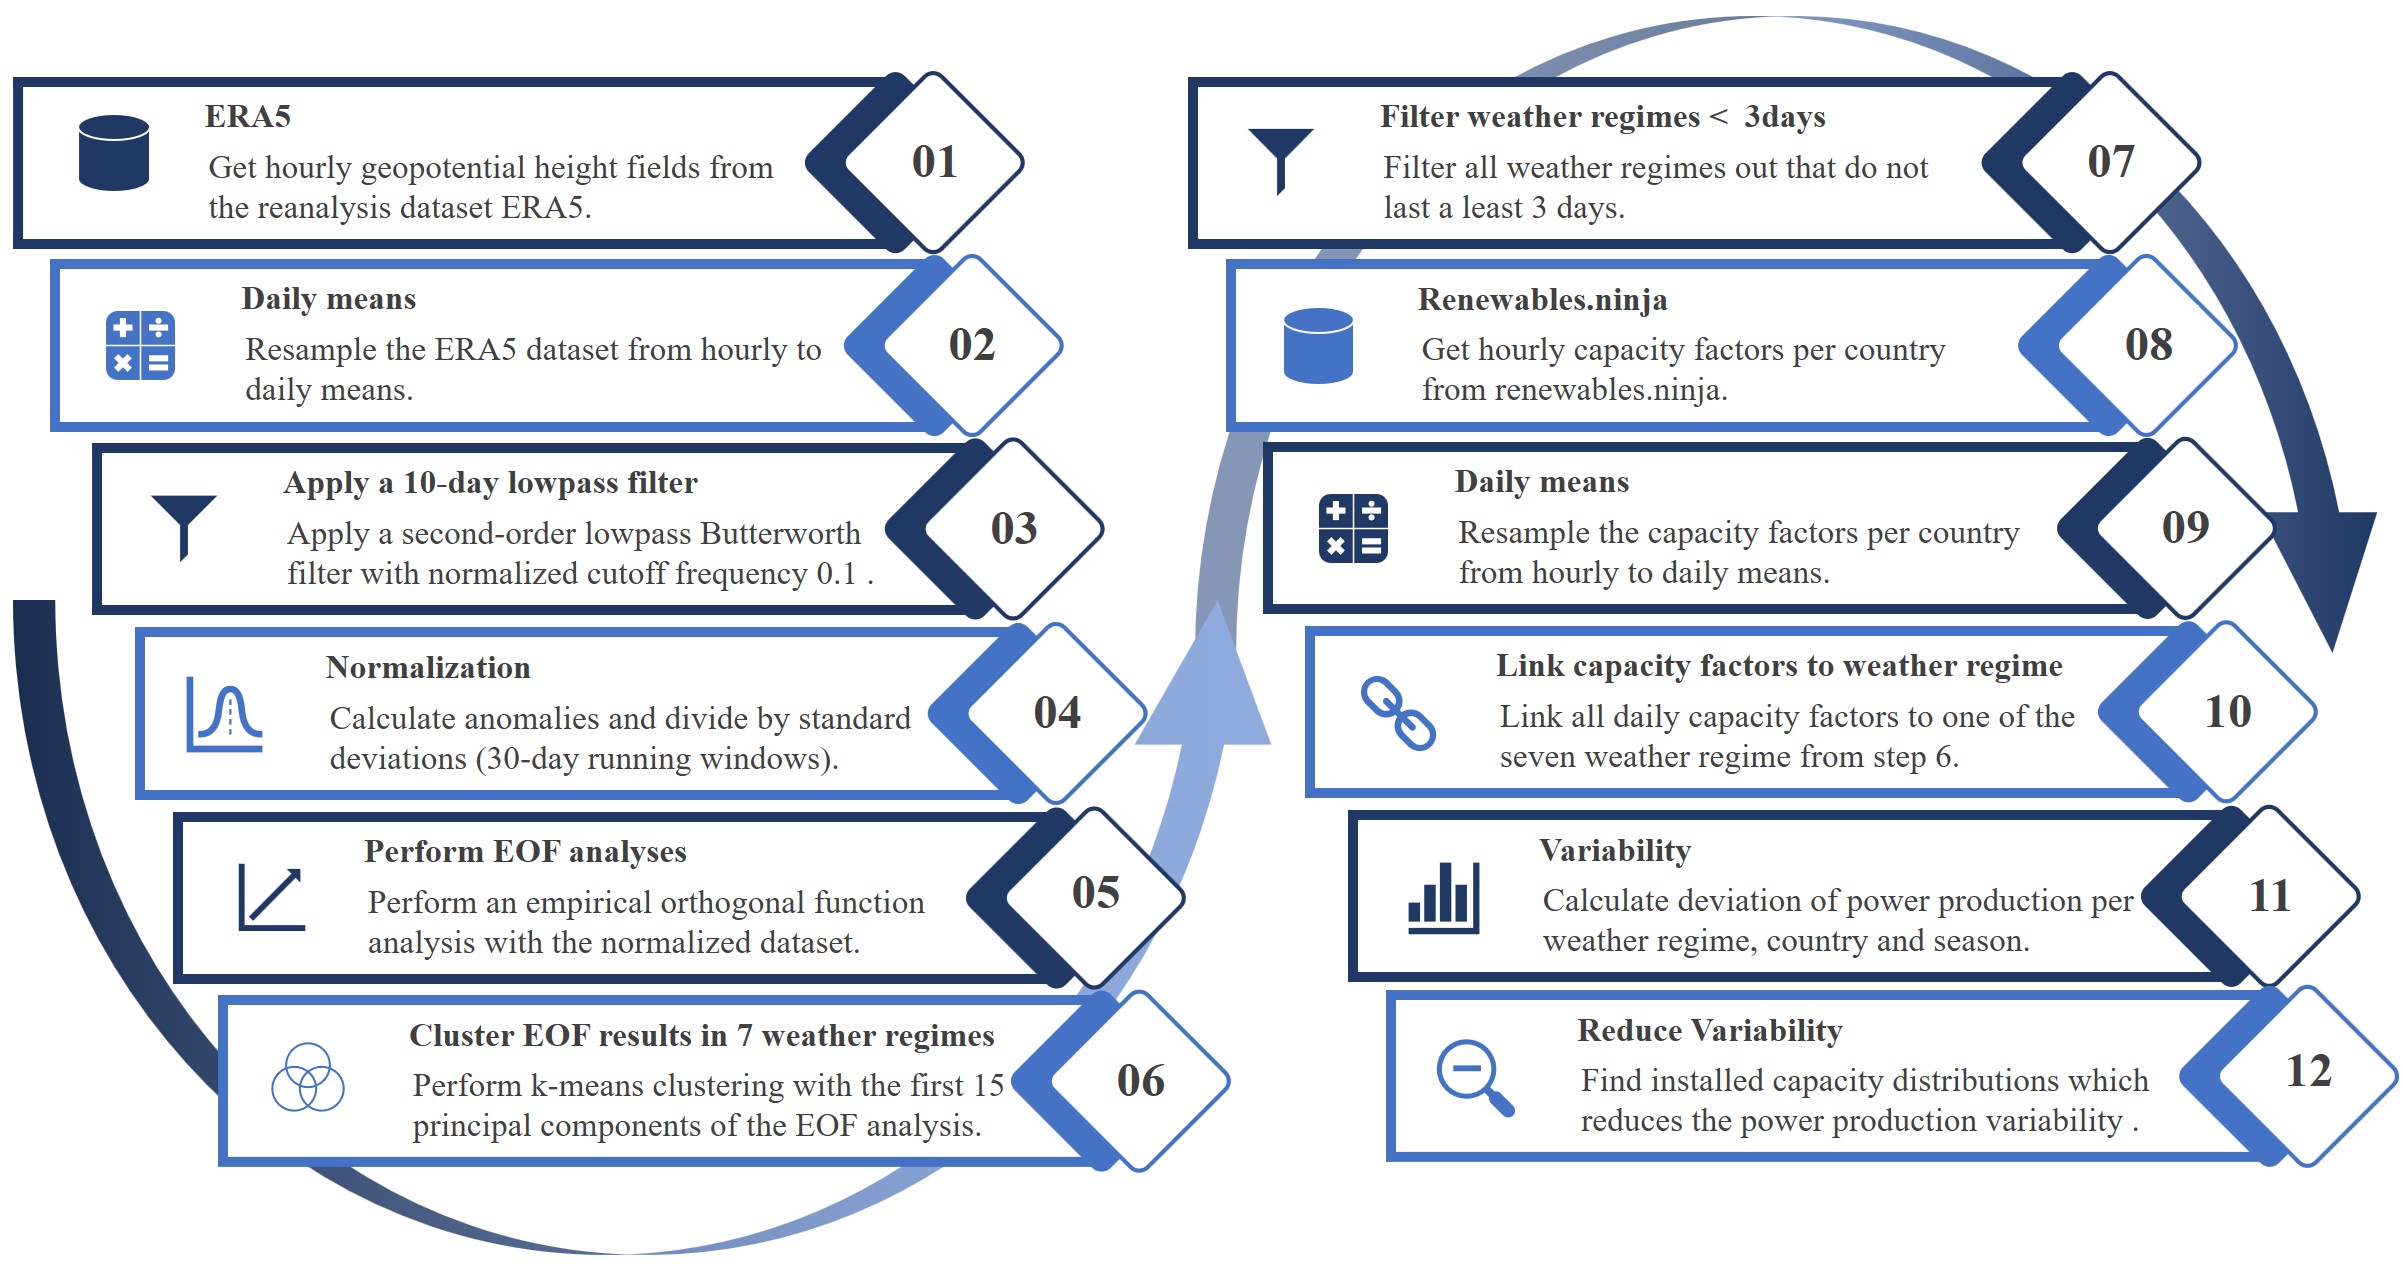 ERA5
Get hourly geopotential height fields from
the reanalysis dataset ERA5.
01
Daily means
Resample the ERA5 dataset from hourly to
daily means.
02
Apply a 10-day lowpass filter
Apply a second-order lowpass Butterworth
filter with normalized cutoff frequency 0.1 .
03
Normalization
Calculate anomalies and divide by standard
deviations (30-day running windows).
04
Perform EOF analyses
Perform an empirical orthogonal function
analysis with the normalized dataset.
05
Cluster EOF results in 7 weather regimes
Perform k-means clustering with the first 15
principal components of the EOF analysis.
06
Filter weather regimes < 3days
Filter all weather regimes out that do not
last a least 3 days.
07
Renewables.ninja
Get hourly capacity factors per country
from renewables.ninja.
08
Daily means
Resample the capacity factors per country
from hourly to daily means.
09
Link capacity factors to weather regime
Link all daily capacity factors to one of the
seven weather regime from step 6.
10
Variability
Calculate deviation of power production per
weather regime, country and season.
11
Reduce Variability
Find installed capacity distributions which
reduces the power production variability .
12